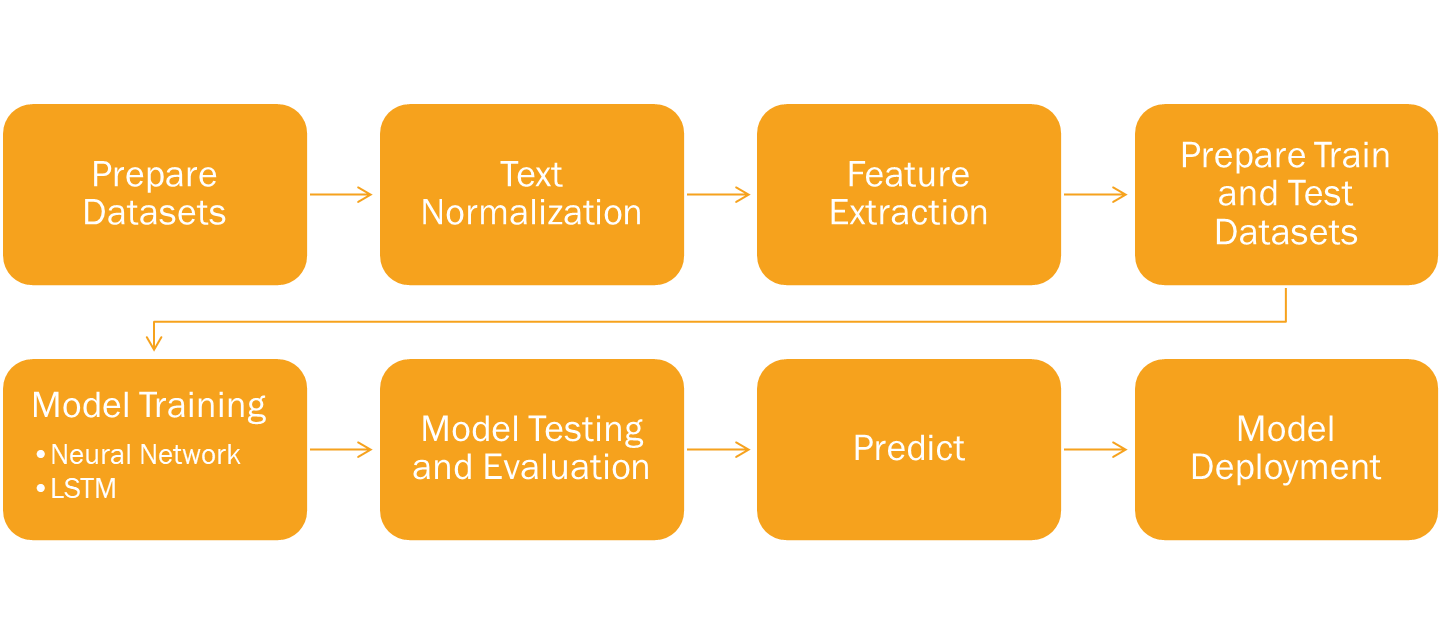 Prepare
Datasets
Text
Normalization
Feature
Extraction
Prepare Train
and Test
Datasets
Model Training
•Neural Network
•LSTM
Model Testing
and Evaluation
Predict
Model
Deployment